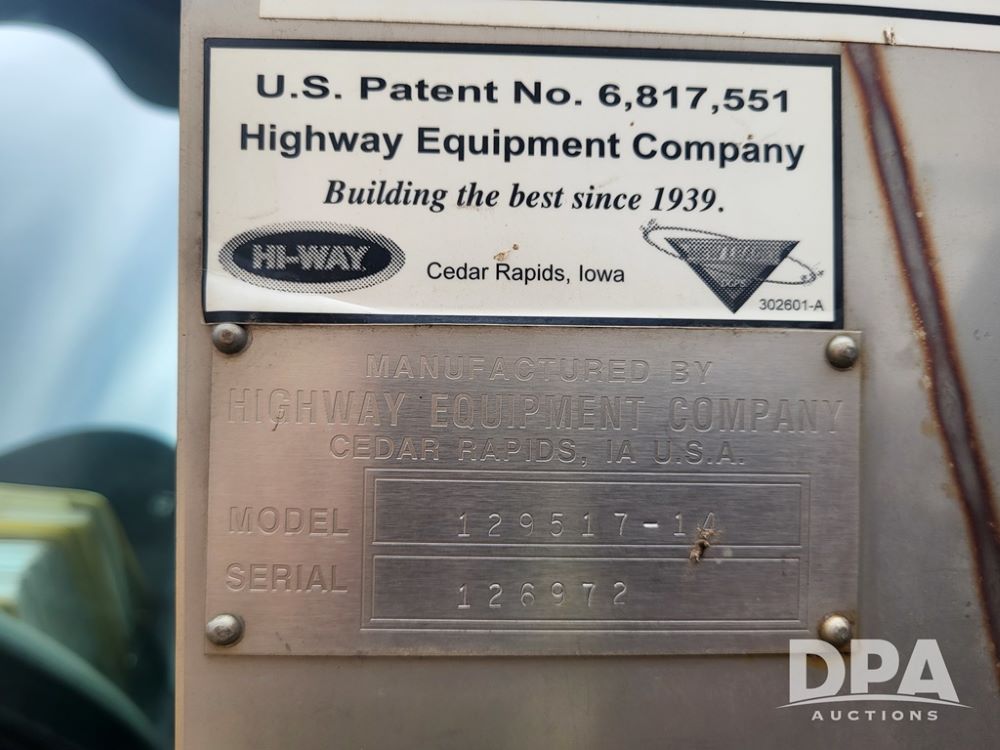 U.S. Patent No. 6,817,551
Highway Equipment Company
Building the best since 1939.
HI-WAY
Cedar Rapids, Iowa
DGPS
302601-A
MANUFACTURED BY
HIGHWAY EQUIPMENT COMPANY
CEDAR RAPIDS, IA U.S.A.
MODEL 129517-14
SERIAL 126972
DPA
AUCTIONS